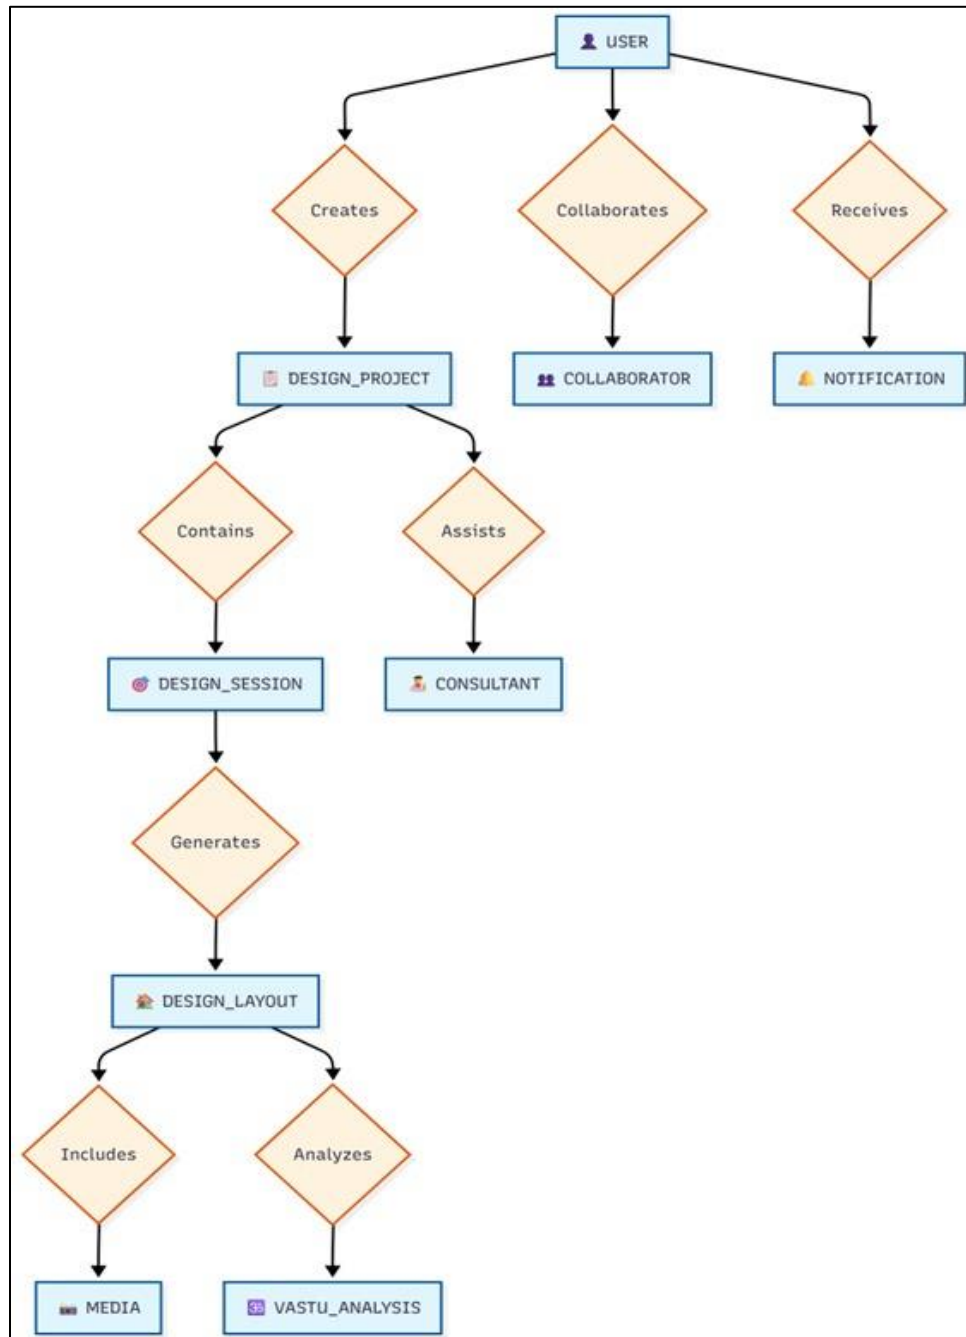 USER
Creates
Collaborates
Receives
DESIGN_PROJECT
COLLABORATOR
NOTIFICATION
Contains
Assists
DESIGN_SESSION
CONSULTANT
Generates
DESIGN_LAYOUT
Includes
Analyzes
MEDIA
🕉 VASTU_ANALYSIS